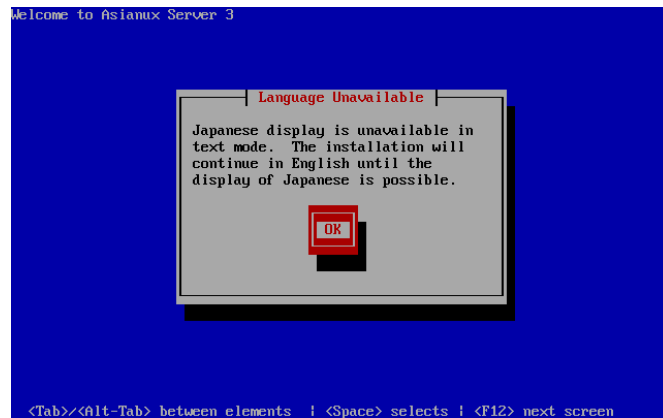 Welcome to Asianux Server 3
Language Unavailable
Japanese display is unavailable in
text mode.  The installation will
continue in English until the
display of Japanese is possible.
OK
<Tab>/<Alt-Tab> between elements  | <Space> selects | <F12> next screen